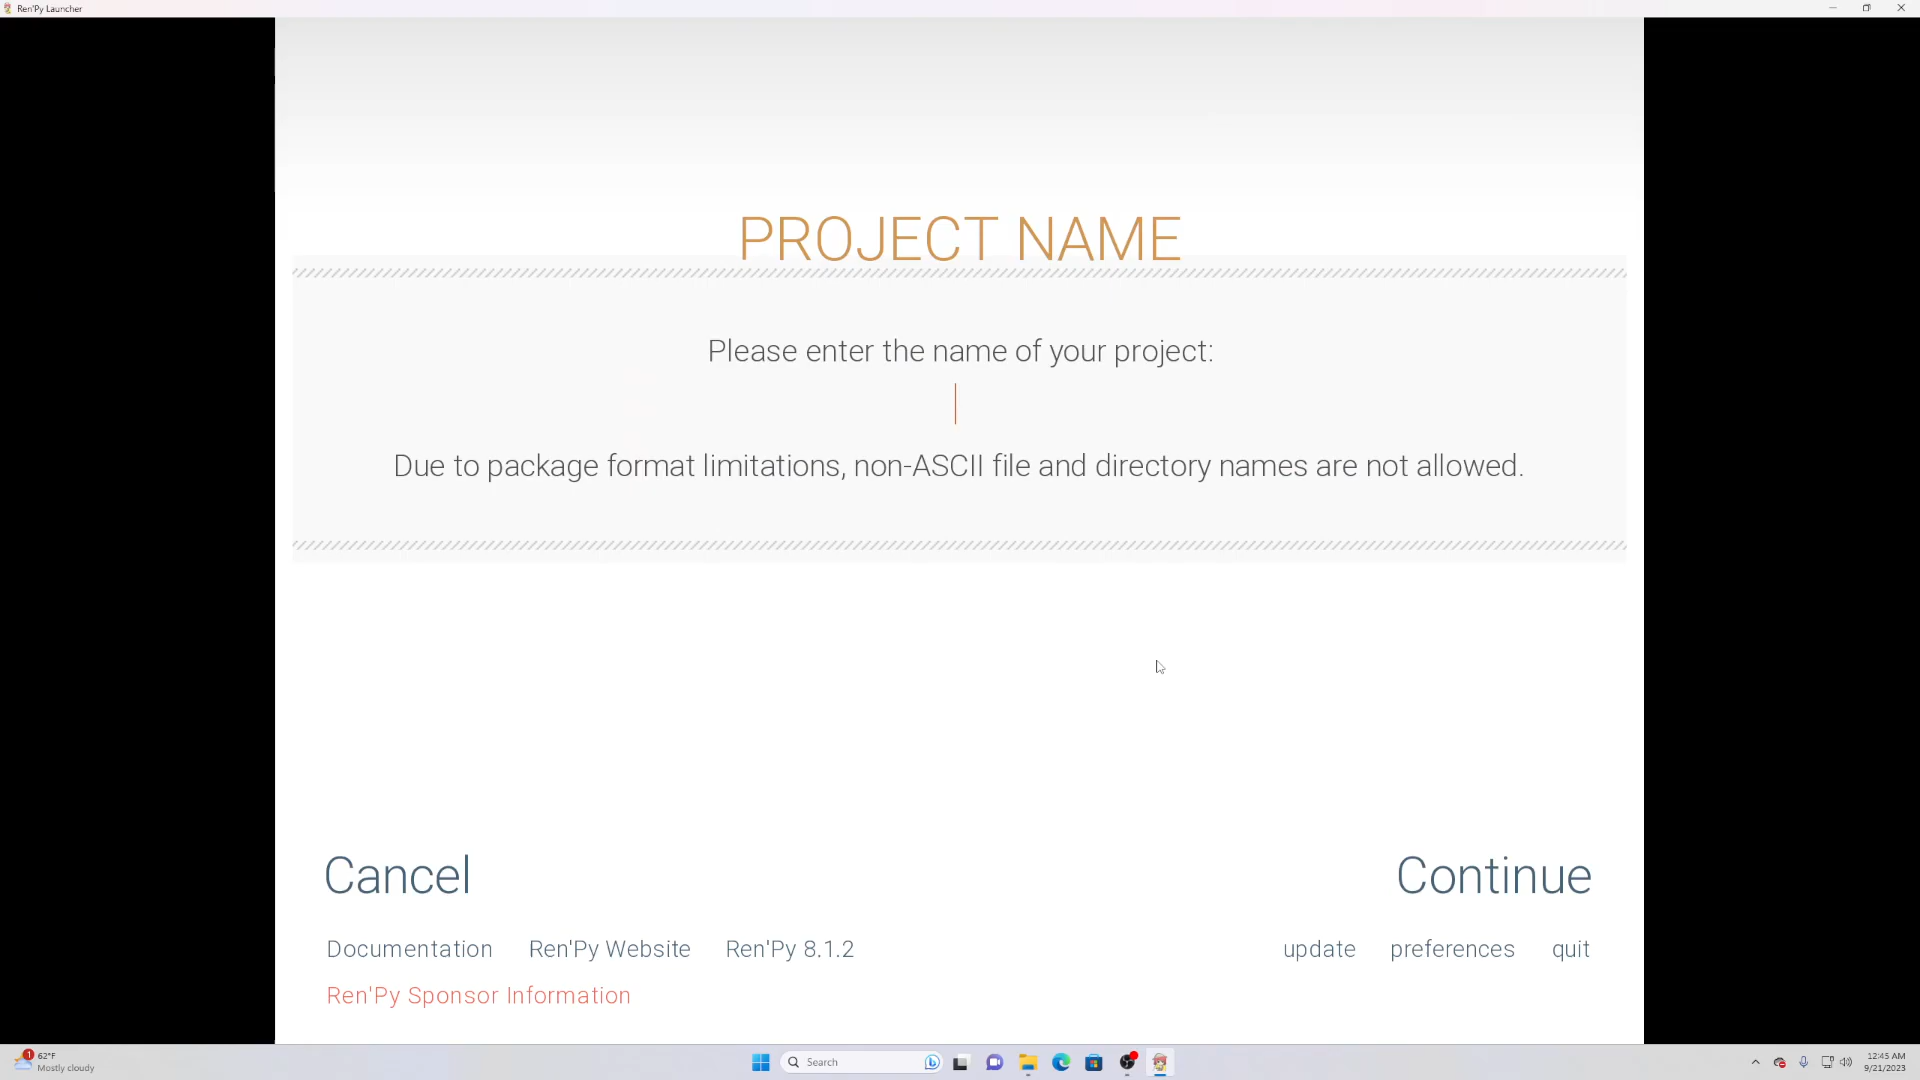 Ren'Py Launcher
PROJECT NAME
Please enter the name of your project:
Due to package format limitations, non-ASCII file and directory names are not allowed.
Cancel
Continue
Documentation
Ren'Py Website
Ren'Py 8.1.2
update
preferences
quit
Ren'Py Sponsor Information
1
62°F
Mostly cloudy
Search
12:45 AM
9/21/2023